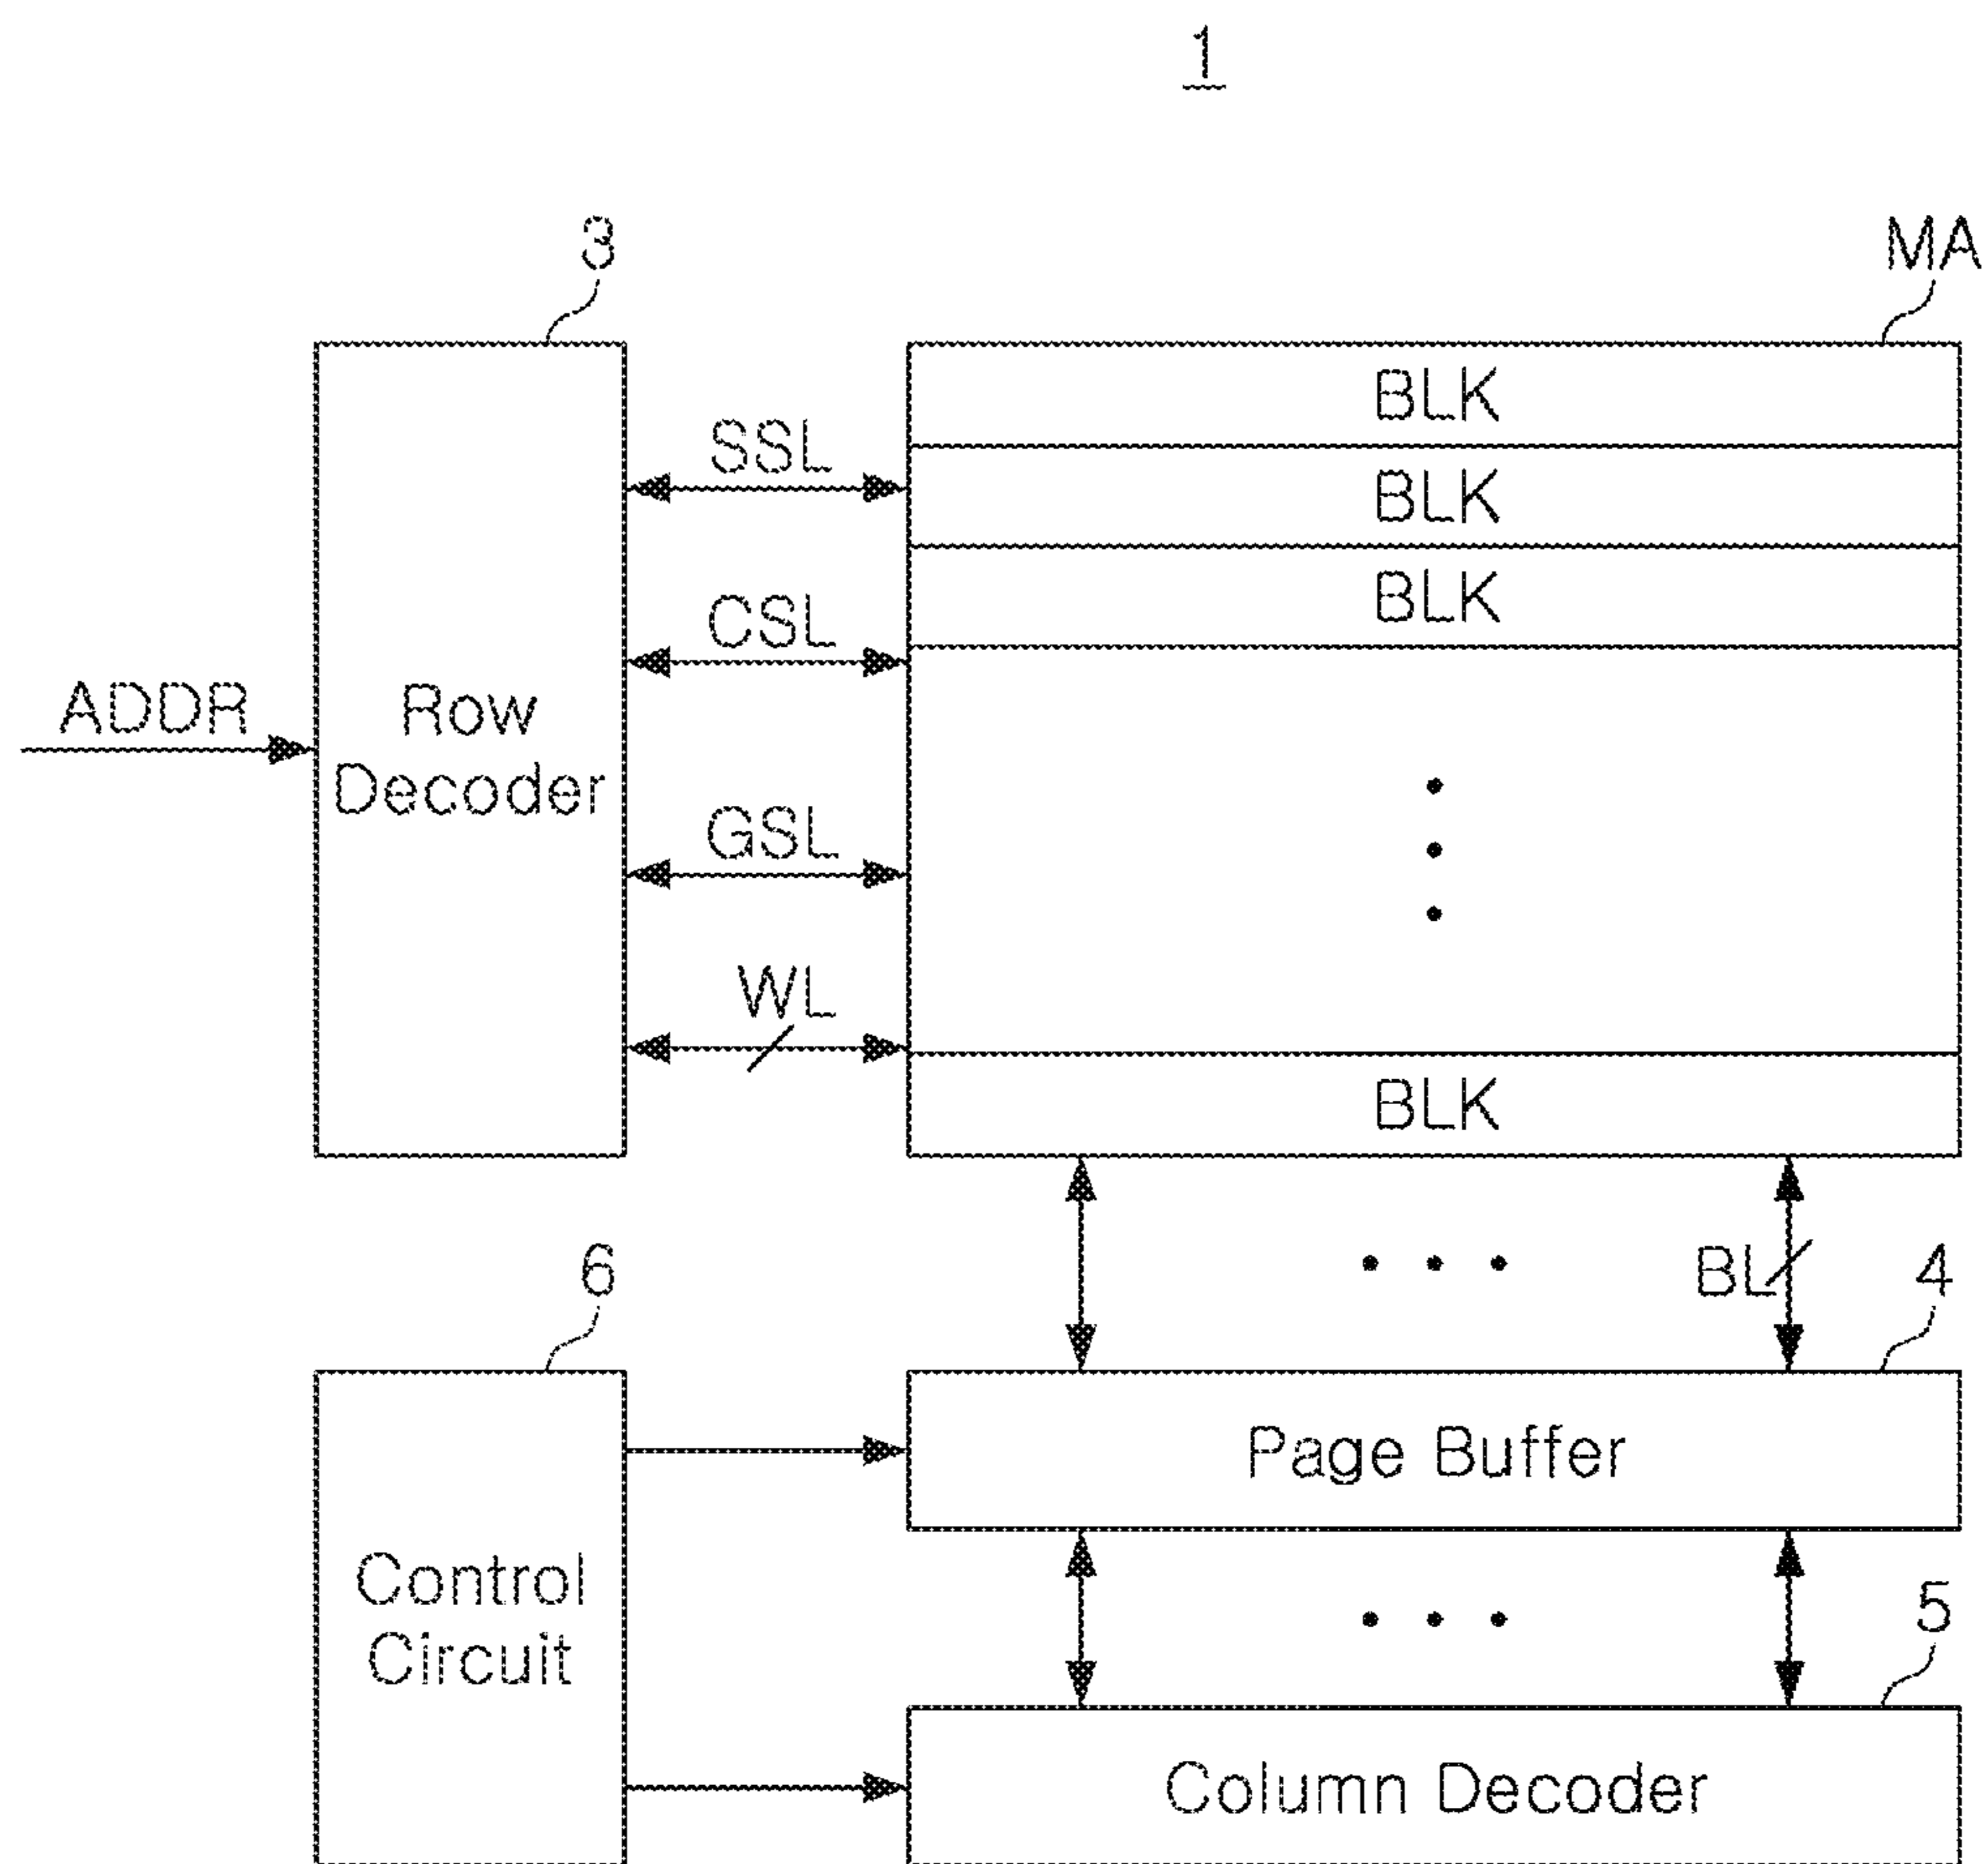 1
3
MA
BLK
SSL
BLK
BLK
CSL
ADDR
Row
Decoder
GSL
WL
BLK
6
BL
4
Page Buffer
Control
Circuit
5
Column Decoder